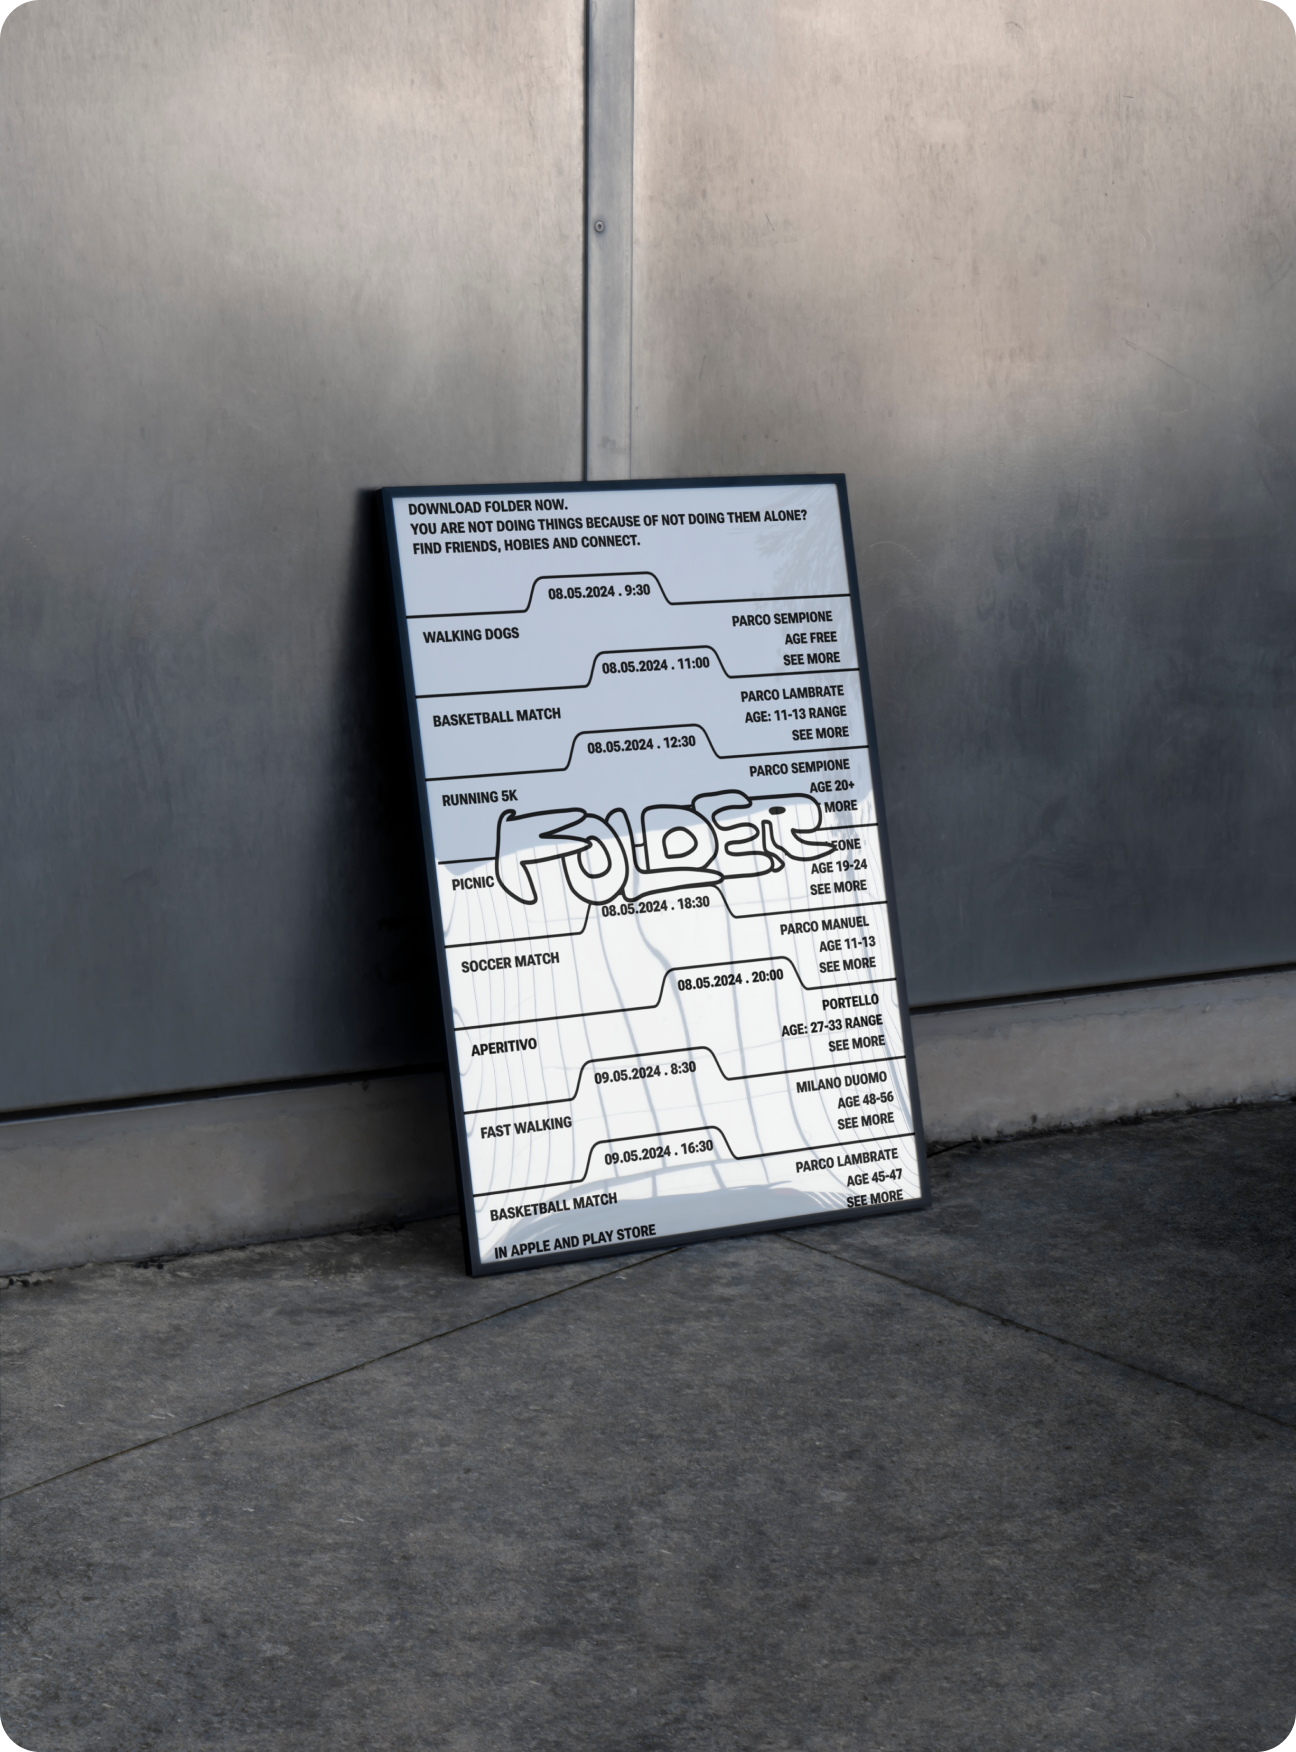 DOWNLOAD FOLDER NOW.
YOU ARE NOT DOING THINGS BECAUSE OF NOT DOING THEM ALONE?
FIND FRIENDS, HOBIES AND CONNECT.
08.05.2024 . 9:30
WALKING DOGS
PARCO SEMPIONE
AGE FREE
SEE MORE
08.05.2024 . 11:00
BASKETBALL MATCH
PARCO LAMBRATE
AGE: 11-13 RANGE
SEE MORE
08.05.2024 . 12:30
RUNNING 5K
PARCO SEMPIONE
AGE 20+
MORE
FOLDER
PICNIC
AGE 19-24
SEE MORE
08.05.2024 . 18:30
SOCCER MATCH
PARCO MANUEL
AGE 11-13
SEE MORE
08.05.2024 . 20:00
APERITIVO
PORTELLO
AGE: 27-33 RANGE
SEE MORE
09.05.2024 . 8:30
FAST WALKING
MILANO DUOMO
AGE 48-56
SEE MORE
09.05.2024 . 16:30
BASKETBALL MATCH
PARCO LAMBRATE
AGE 45-47
SEE MORE
IN APPLE AND PLAY STORE